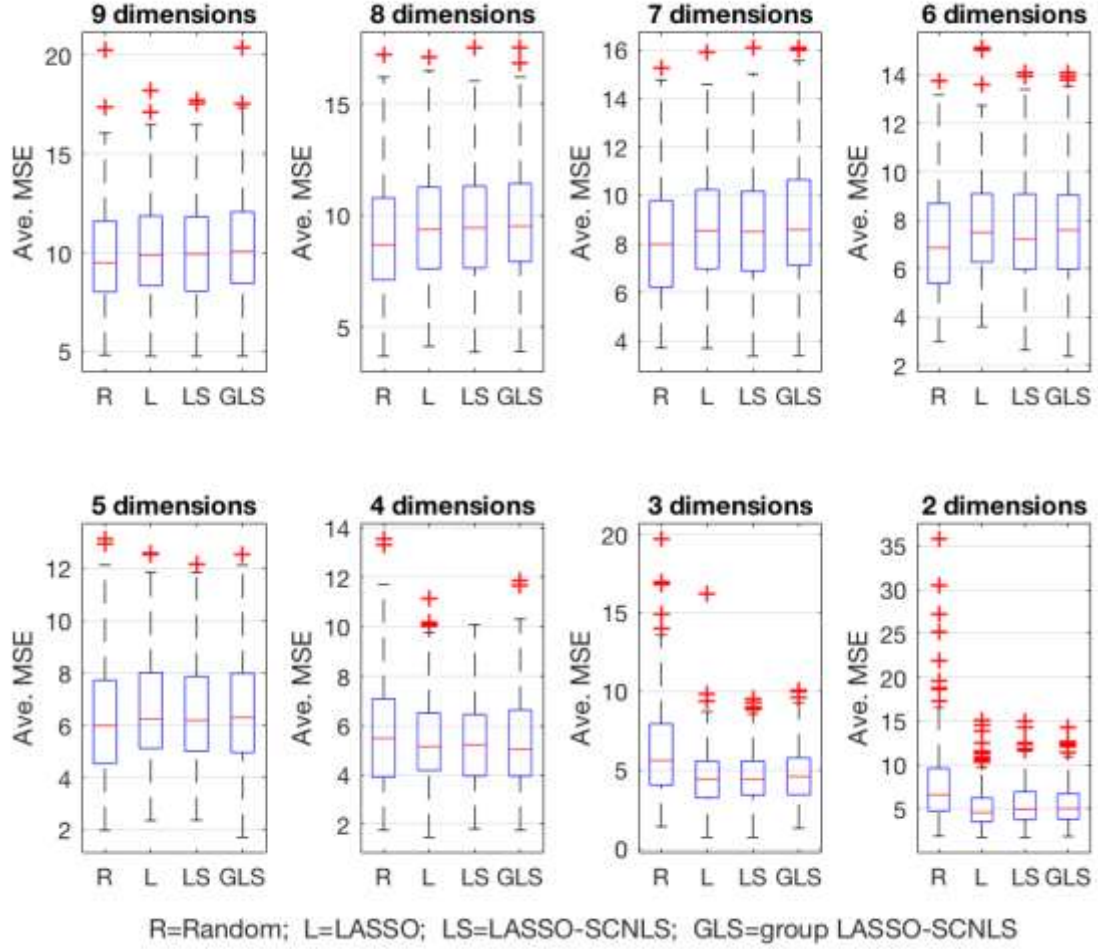 9 dimensions 8 dimensions 7 dimensions 6 dimensions
Ave. MSE
20
15
10
5
R L LS GLS
Ave. MSE
15
10
5
R L LS GLS
Ave. MSE
16
14
12
10
8
6
4
R L LS GLS
Ave. MSE
14
12
10
8
6
4
2
R L LS GLS
5 dimensions 4 dimensions 3 dimensions 2 dimensions
Ave. MSE
12
10
8
6
4
2
R L LS GLS
Ave. MSE
14
12
10
8
6
4
2
R L LS GLS
Ave. MSE
20
15
10
5
0
R L LS GLS
Ave. MSE
35
30
25
20
15
10
5
R L LS GLS
R=Random; L=LASSO; LS=LASSO-SCNLS; GLS=group LASSO-SCNLS